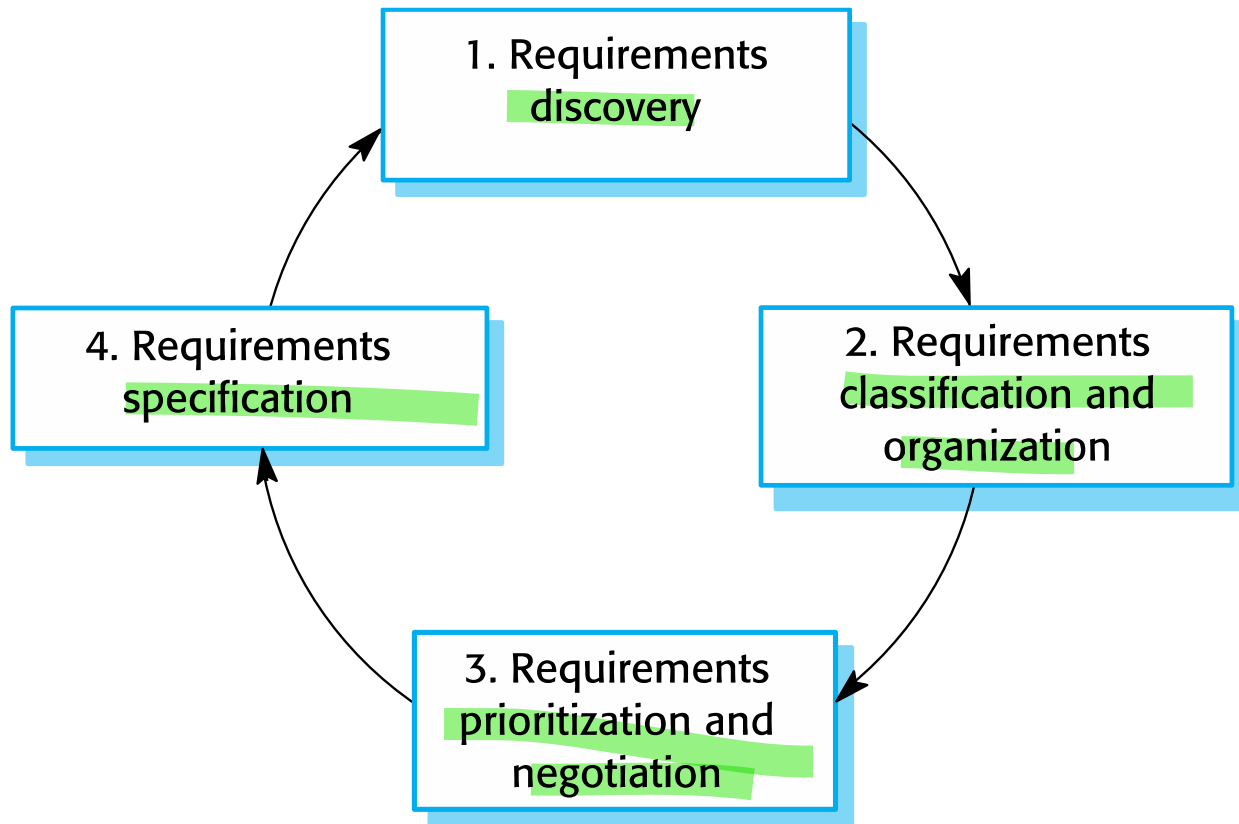 1. Requirements
discovery
2. Requirements
classification and
organization
3. Requirements
prioritization and
negotiation
4. Requirements
specification